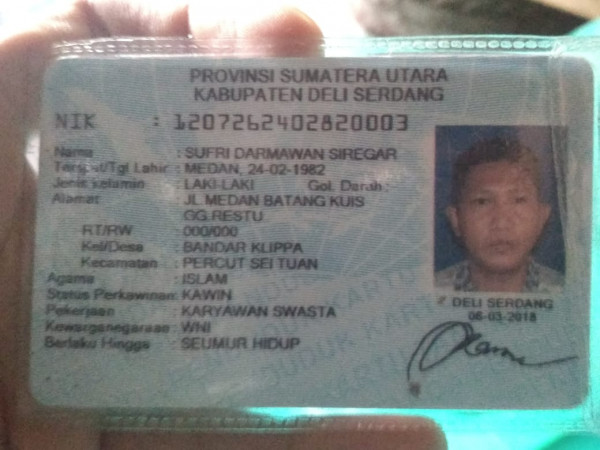 PROVINSI SUMATERA UTARA
KABUPATEN DELI SERDANG
NIK : 1207262402820003
Nama : SUFRI DARMAWAN SIREGAR
Tempat/Tgl Lahir : MEDAN, 24-02-1982
Jenis Kelamin : LAKI-LAKI Gol. Darah :
Alamat : JL MEDAN BATANG KUIS
GG.RESTU
RT/RW : 000/000
Kel/Desa : BANDAR KLIPPA
Kecamatan : PERCUT SEI TUAN
Agama : ISLAM
Status Perkawinan: KAWIN
Pekerjaan : KARYAWAN SWASTA
Kewarganegaraan: WNI
Berlaku Hingga : SEUMUR HIDUP
DELI SERDANG
06-03-2018